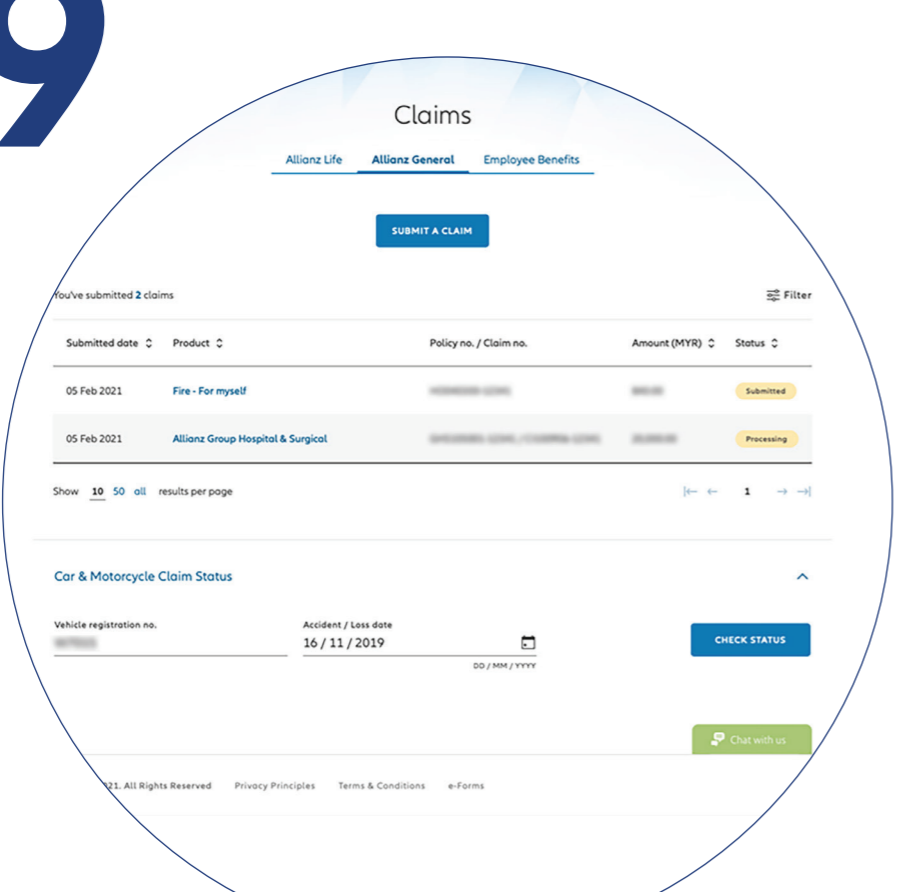 9
Claims
Allianz Life Allianz General Employee Benefits
SUBMIT A CLAIM
You've submitted 2 claims Filter
Submitted date Product Policy no. / Claim no. Amount (MYR) Status
05 Feb 2021 Fire - For myself Submitted
05 Feb 2021 Allianz Group Hospital & Surgical Processing
Show 10 50 all results per page 1
Car & Motorcycle Claim Status
Vehicle registration no. Accident / Loss date
16 / 11 / 2019 CHECK STATUS
DD / MM / YYYY
Chat with us
21. All Rights Reserved Privacy Principles Terms & Conditions e-Forms